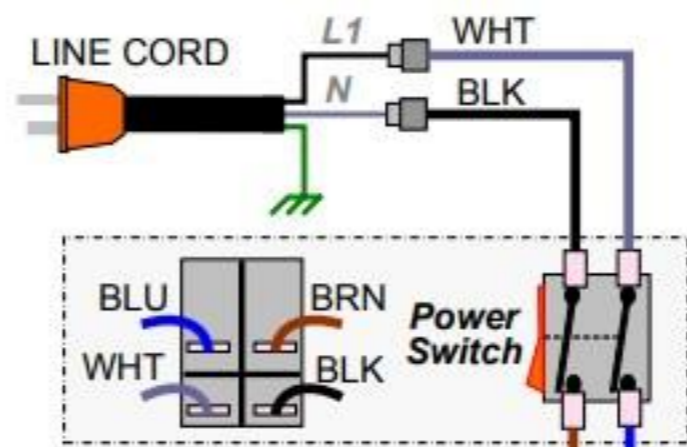 L1 WHT
LINE CORD
N BLK
BLU BRN
Power
Switch
WHT BLK